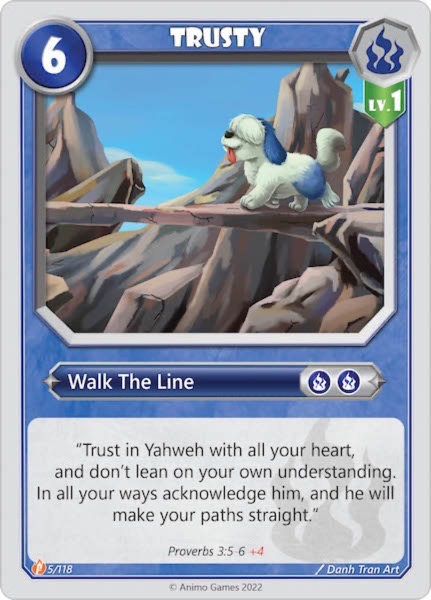 6
TRUSTY
LV.1
Walk The Line
“Trust in Yahweh with all your heart,
and don’t lean on your own understanding.
In all your ways acknowledge him, and he will
make your paths straight.”
Proverbs 3:5-6 +4
5/118
Danh Tran Art
© Animo Games 2022